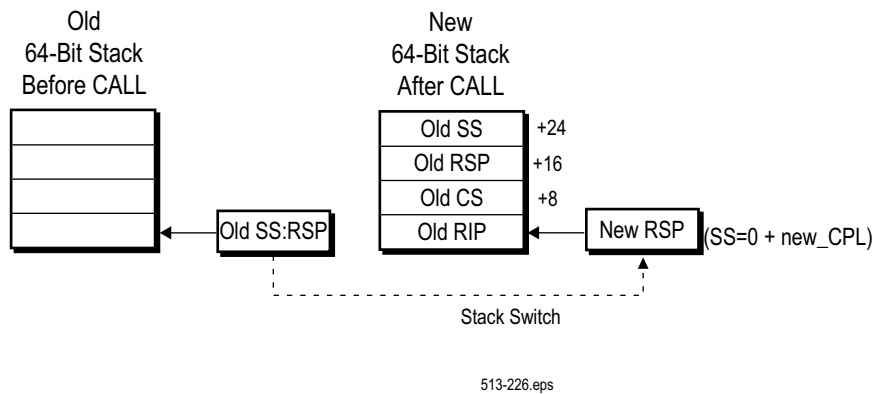 Old
64-Bit Stack
Before CALL
New
64-Bit Stack
After CALL
Old SS +24
Old RSP +16
Old CS +8
Old RIP
Old SS:RSP
New RSP
(SS=0 + new_CPL)
Stack Switch
513-226.eps